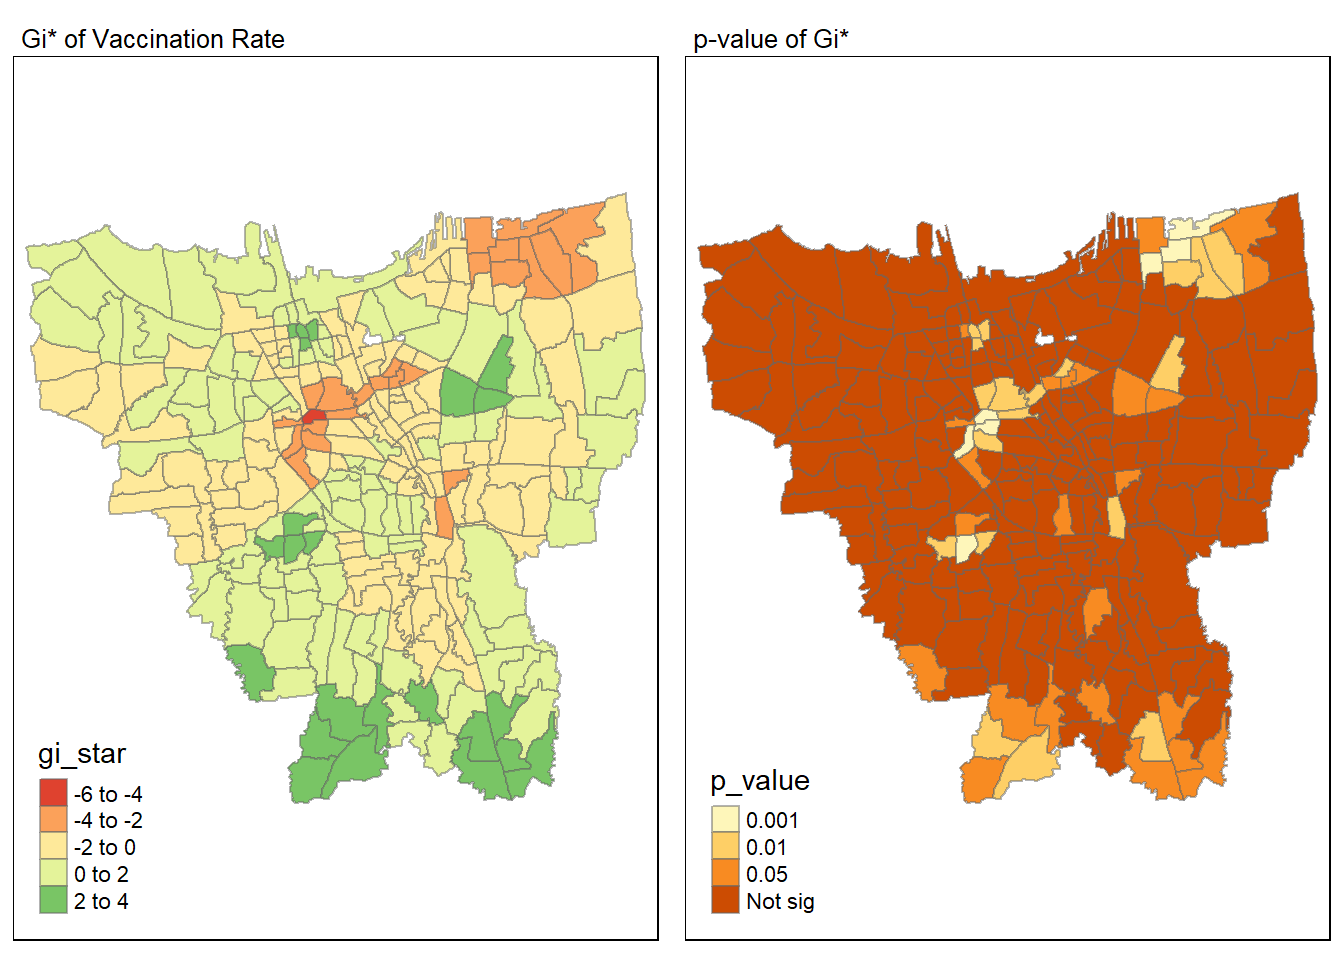 Gi* of Vaccination Rate
gi_star
-6 to -4
-4 to -2
-2 to 0
0 to 2
2 to 4
p-value of Gi*
p_value
0.001
0.01
0.05
Not sig